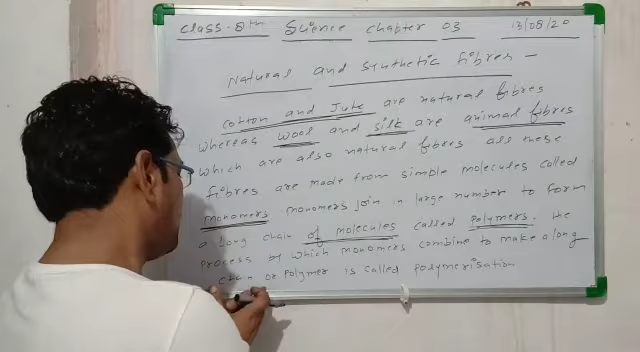 Class-8th Science chapter 03 13/08/20
Natural and synthetic fibres-
cotton and Jute are natural fibres
whereas wool and silk are animal fibres
which are also natural fibres all these
fibres are made from simple molecules called
monomers monomers join in large number to form
a long chain of molecules called polymers. The
process of which monomers combine to make along
chain or polymer is called polymerisation